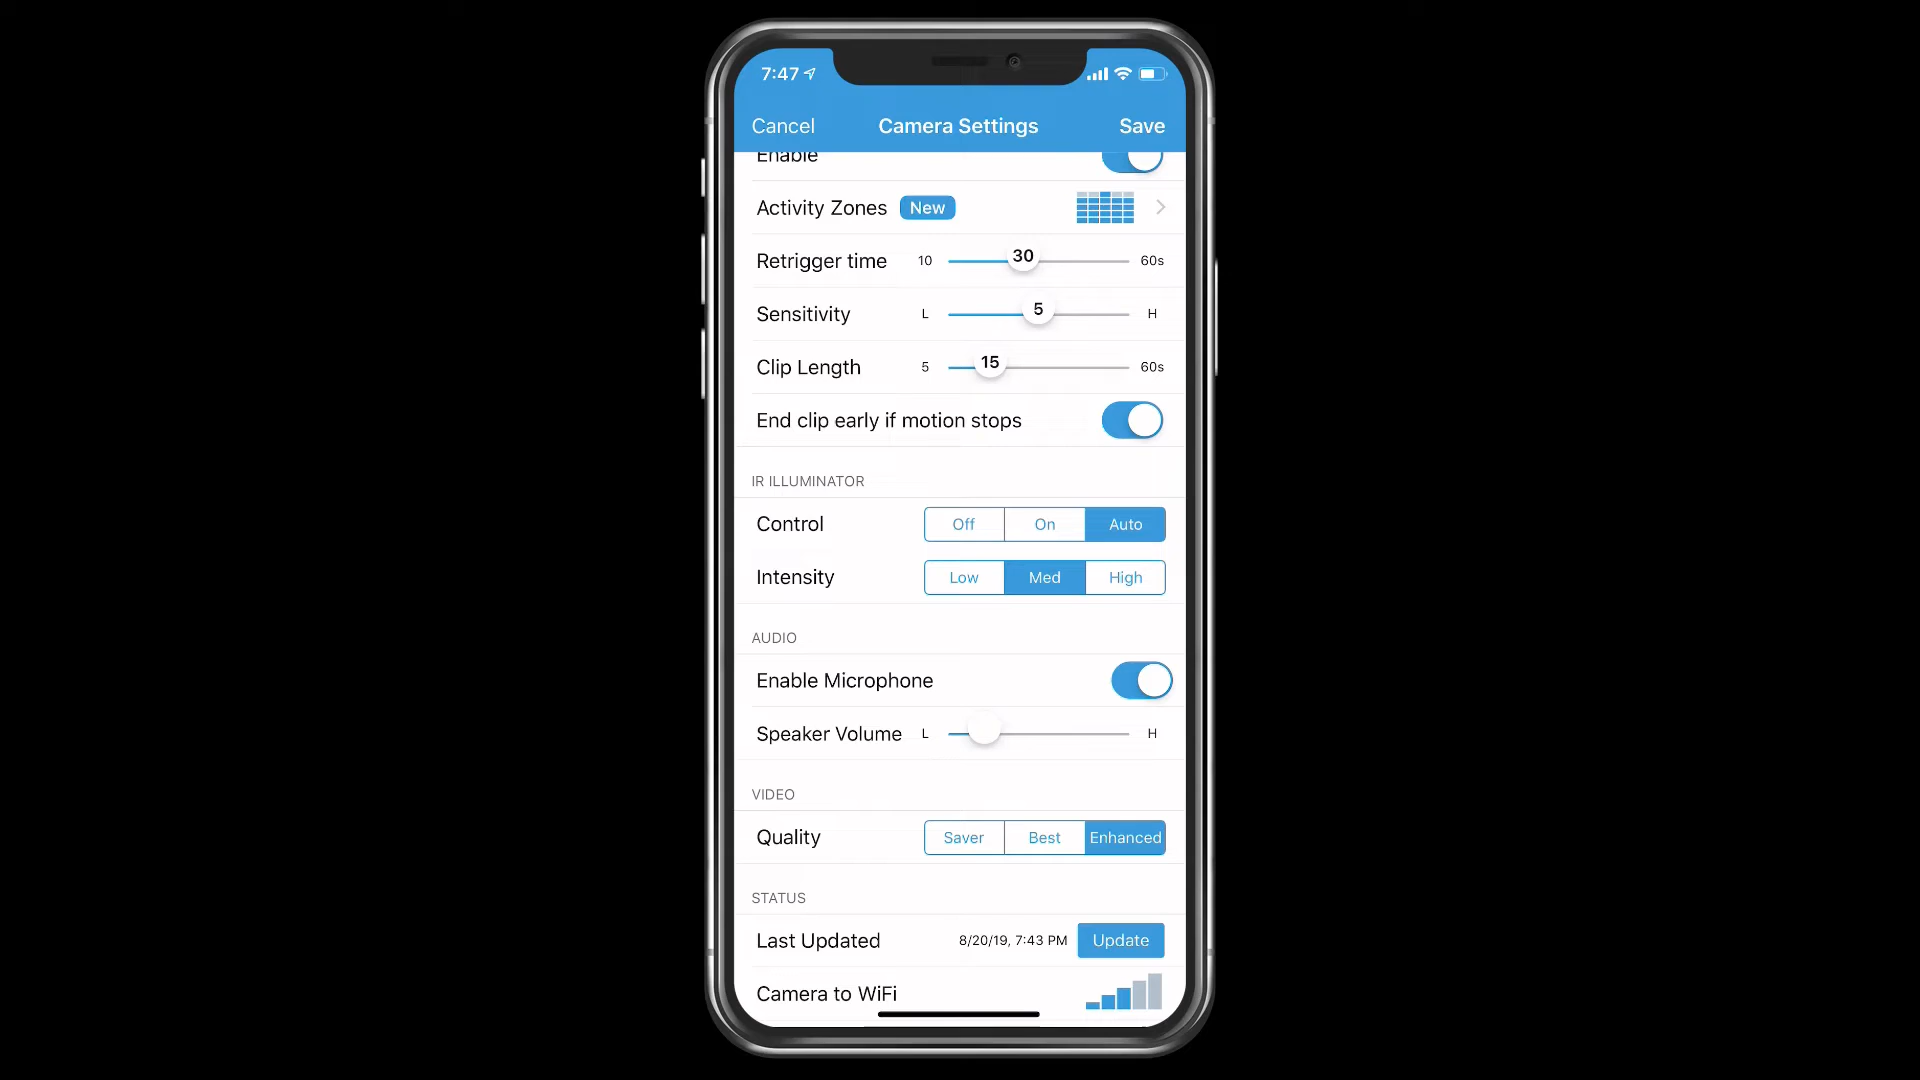 7:47
Cancel Camera Settings Save
Enable
Activity Zones New
Retrigger time 10 30 60s
Sensitivity L 5 H
Clip Length 5 15 60s
End clip early if motion stops
IR ILLUMINATOR
Control Off On Auto
Intensity Low Med High
AUDIO
Enable Microphone
Speaker Volume L H
VIDEO
Quality Saver Best Enhanced
STATUS
Last Updated 8/20/19, 7:43 PM Update
Camera to WiFi